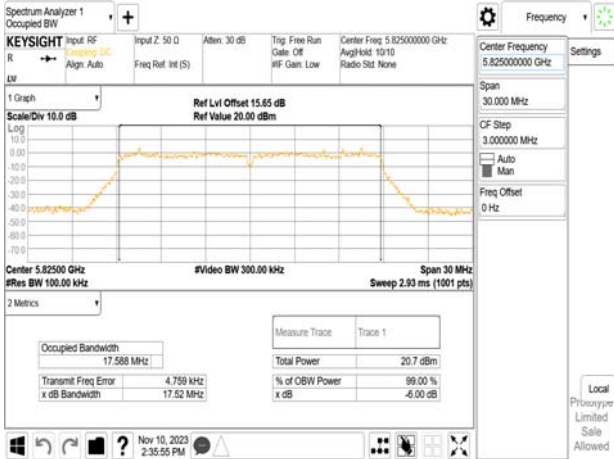 Spectrum Analyzer 1
Occupied BW
Frequency
KEYSIGHT Input: RF Input Z: 50 Ω Atten: 30 dB Trig: Free Run Center Freq: 5.825000000 GHz
R Coupling: DC Gate: Off Avg|Hold: 10/10
Align: Auto Freq Ref: Int (S) #IF Gain: Low Radio Std: None
Center Frequency
5.825000000 GHz
Settings
Span
30.000 MHz
CF Step
3.000000 MHz
Auto
Man
Freq Offset
0 Hz
1 Graph
Ref Lvl Offset 15.65 dB
Scale/Div 10.0 dB Ref Value 20.00 dBm
Log
10.0
0.00
-10.0
-20.0
-30.0
-40.0
-50.0
-60.0
-70.0
Center 5.82500 GHz #Video BW 300.00 kHz Span 30 MHz
#Res BW 100.00 kHz Sweep 2.93 ms (1001 pts)
2 Metrics
Measure Trace Trace 1
Occupied Bandwidth
17.588 MHz Total Power 20.7 dBm
Transmit Freq Error 4.759 kHz % of OBW Power 99.00 %
x dB Bandwidth 17.52 MHz x dB -6.00 dB
Local
Prototype
Limited
Sale
Allowed
Nov 10, 2023
2:35:55 PM